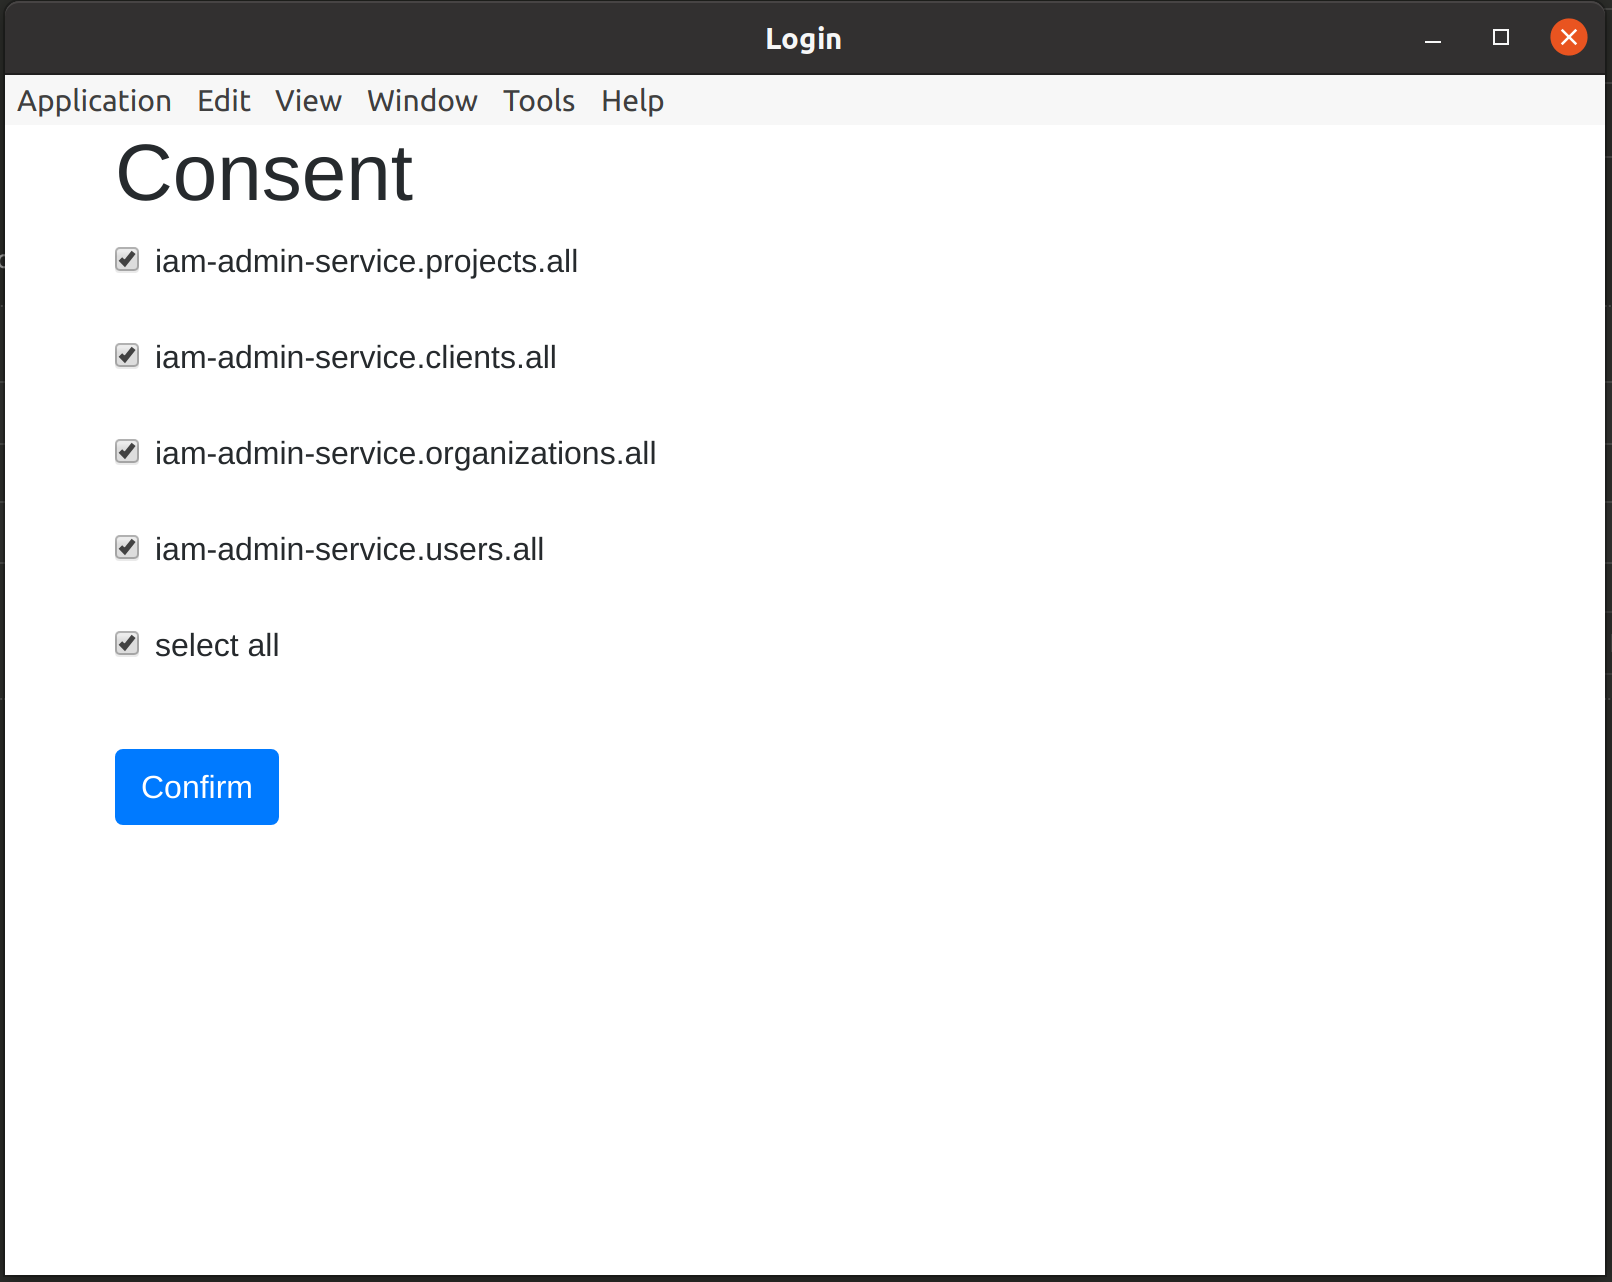 Login
Application Edit View Window Tools Help
Consent
iam-admin-service.projects.all
iam-admin-service.clients.all
iam-admin-service.organizations.all
iam-admin-service.users.all
select all
Confirm